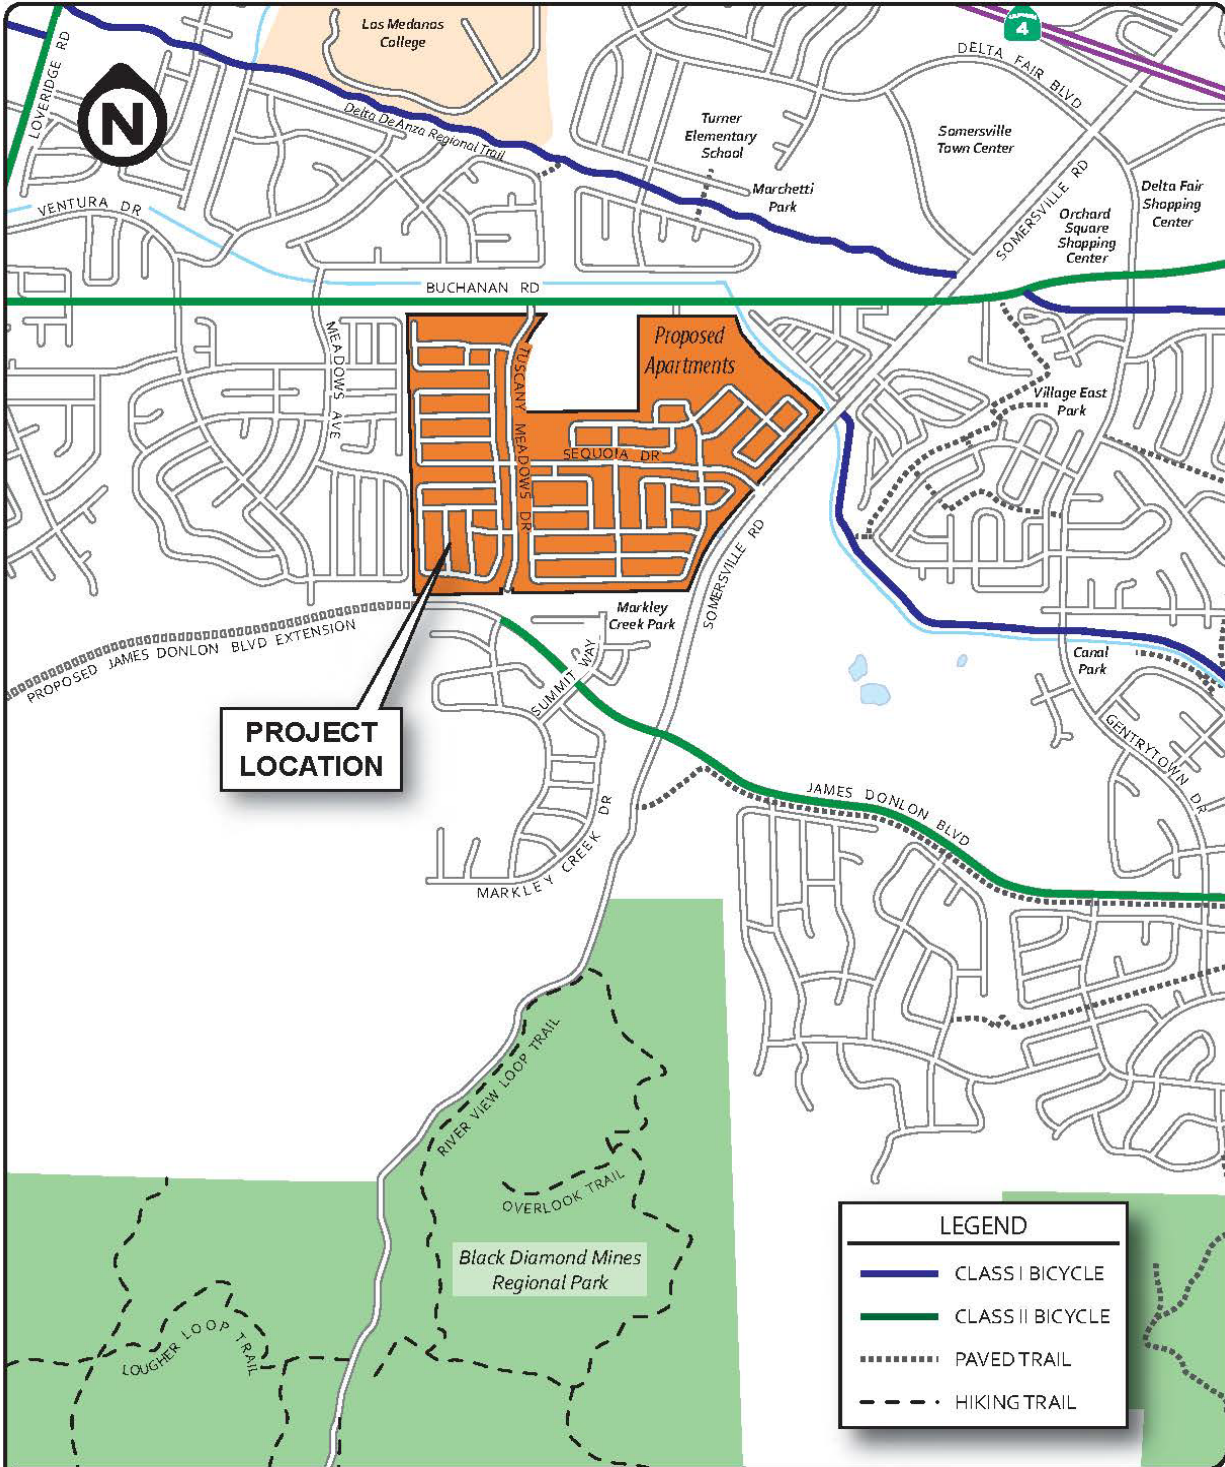 Los Medanos
College
CALIFORNIA
4
LOVERIDGE RD
N
DELTA FAIR BLVD
Delta De Anza Regional Trail
Turner
Elementary
School
Somersville
Town Center
Marchetti
Park
SOMERSVILLE RD
Delta Fair
Shopping
Center
VENTURA DR
Orchard
Square
Shopping
Center
BUCHANAN RD
MEADOWS AVE
TUSCANY MEADOWS DR
Proposed
Apartments
Village East
Park
SEQUOIA DR
SOMERSVILLE RD
Markley
Creek Park
PROPOSED JAMES DONLON BLVD EXTENSION
SUMMIT WAY
Canal
Park
PROJECT
LOCATION
GENTRYTOWN DR
JAMES DONLON BLVD
MARKLEY CREEK DR
RIVER VIEW LOOP TRAIL
OVERLOOK TRAIL
Black Diamond Mines
Regional Park
LOUGHER LOOP TRAIL
LEGEND
CLASS I BICYCLE
CLASS II BICYCLE
PAVED TRAIL
HIKING TRAIL